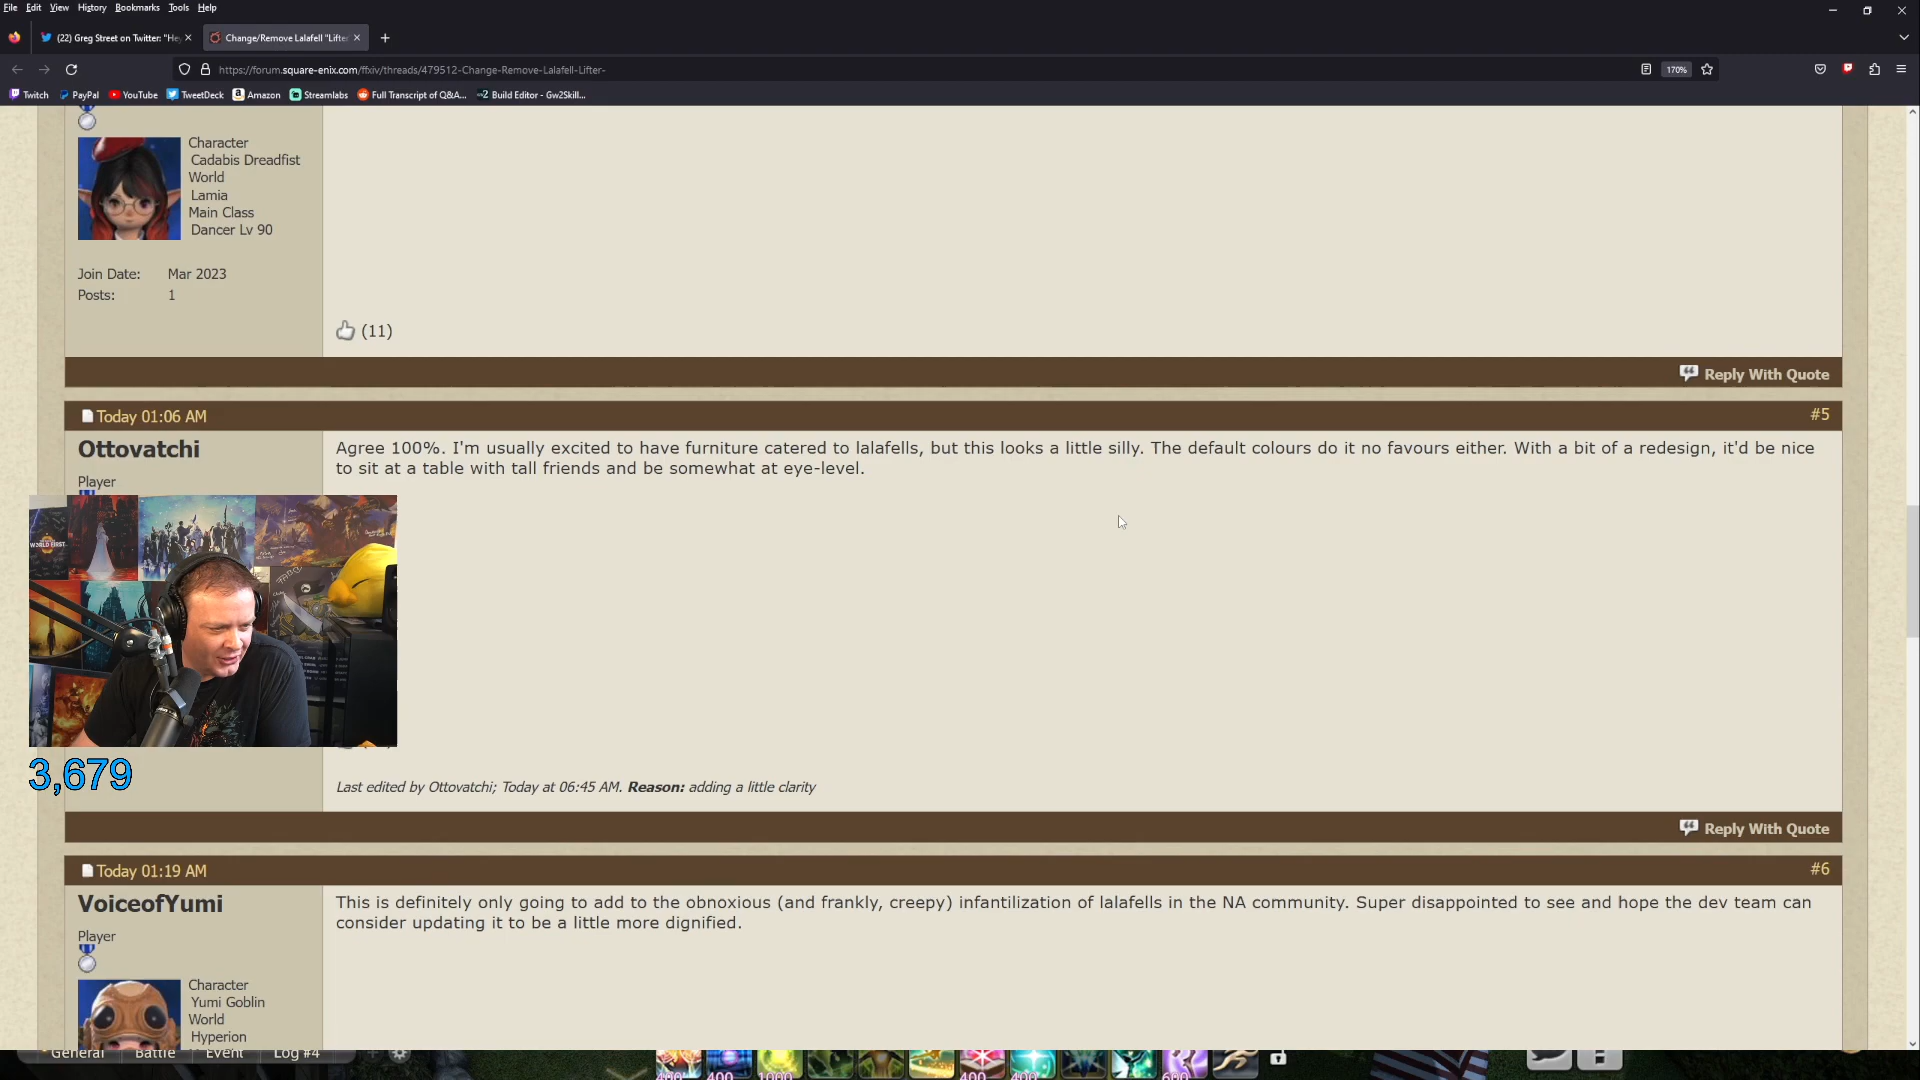 File Edit View History Bookmarks Tools Help
(22) Greg Street on Twitter: "He
Change/Remove Lalafell "Lifter
https://forum.square-enix.com/ffxiv/threads/479512-Change-Remove-Lalafell-Lifter-
170%
Twitch PayPal YouTube TweetDeck Amazon Streamlabs Full Transcript of Q&A... Build Editor - Gw2Skill...
Character
Cadabis Dreadfist
World
Lamia
Main Class
Dancer Lv 90
Join Date: Mar 2023
Posts: 1
(11)
Reply With Quote
Today 01:06 AM
#5
Ottovatchi
Player
Agree 100%. I'm usually excited to have furniture catered to lalafells, but this looks a little silly. The default colours do it no favours either. With a bit of a redesign, it'd be nice
to sit at a table with tall friends and be somewhat at eye-level.
WORLD FIRST
3,679
Last edited by Ottovatchi; Today at 06:45 AM. Reason: adding a little clarity
Reply With Quote
Today 01:19 AM
#6
VoiceofYumi
Player
This is definitely only going to add to the obnoxious (and frankly, creepy) infantilization of lalafells in the NA community. Super disappointed to see and hope the dev team can
consider updating it to be a little more dignified.
Character
Yumi Goblin
World
Hyperion
General Battle Event Log #4
400 400 1000 400 400 600